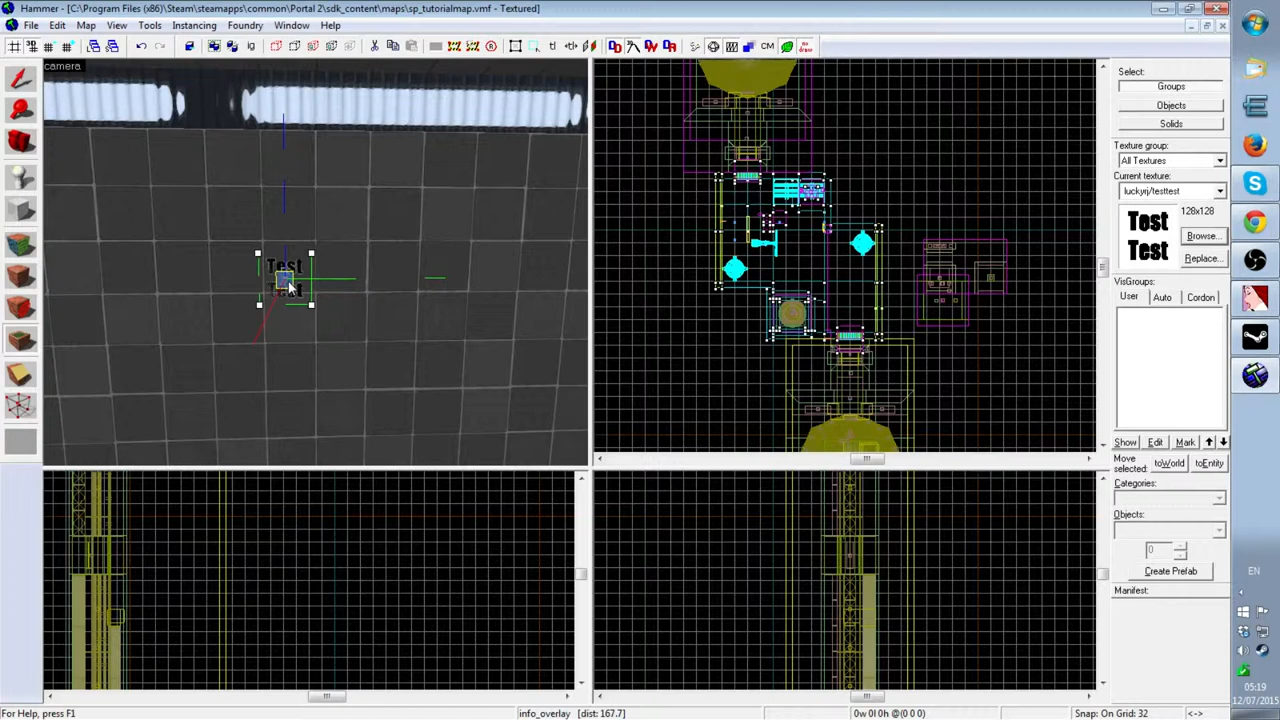 Hammer - [C:\Program Files (x86)\Steam\steamapps\common\Portal 2\sdk_content\maps\sp_tutorialmap.vmf - Textured]
File Edit Map View Tools Instancing Foundry Window Help
CM
camera
Test
Test
Select:
Groups
Objects
Solids
Texture group:
All Textures
Current texture:
luckyrj/testtest
Test
Test
128x128
Browse...
Replace...
VisGroups:
User Auto Cordon
Show Edit Mark
Move selected:
toWorld toEntity
Categories:
Objects:
0
Create Prefab
Manifest:
EN
05:19
12/07/2015
For Help, press F1
info_overlay [dist: 167.7]
0w 0l 0h @(0 0 0)
Snap: On Grid: 32
<->